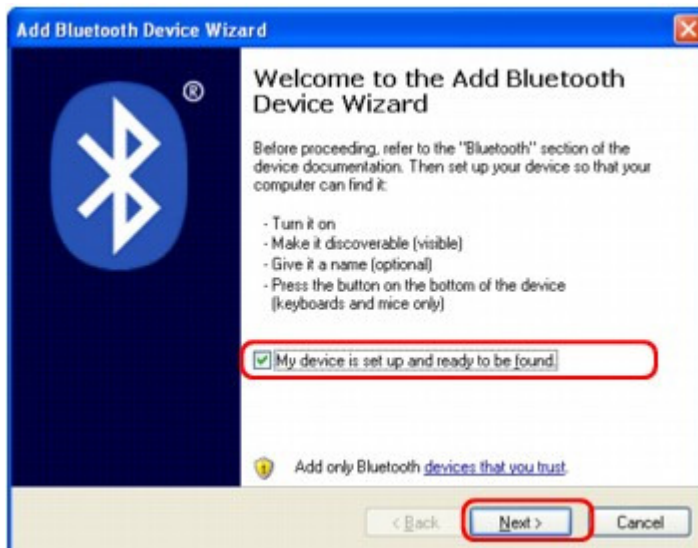 Add Bluetooth Device Wizard
®
Welcome to the Add Bluetooth
Device Wizard
Before proceeding, refer to the "Bluetooth" section of the
device documentation. Then set up your device so that your
computer can find it:
- Turn it on
- Make it discoverable (visible)
- Give it a name (optional)
- Press the button on the bottom of the device
(keyboards and mice only)
My device is set up and ready to be found.
Add only Bluetooth devices that you trust.
< Back
Next >
Cancel